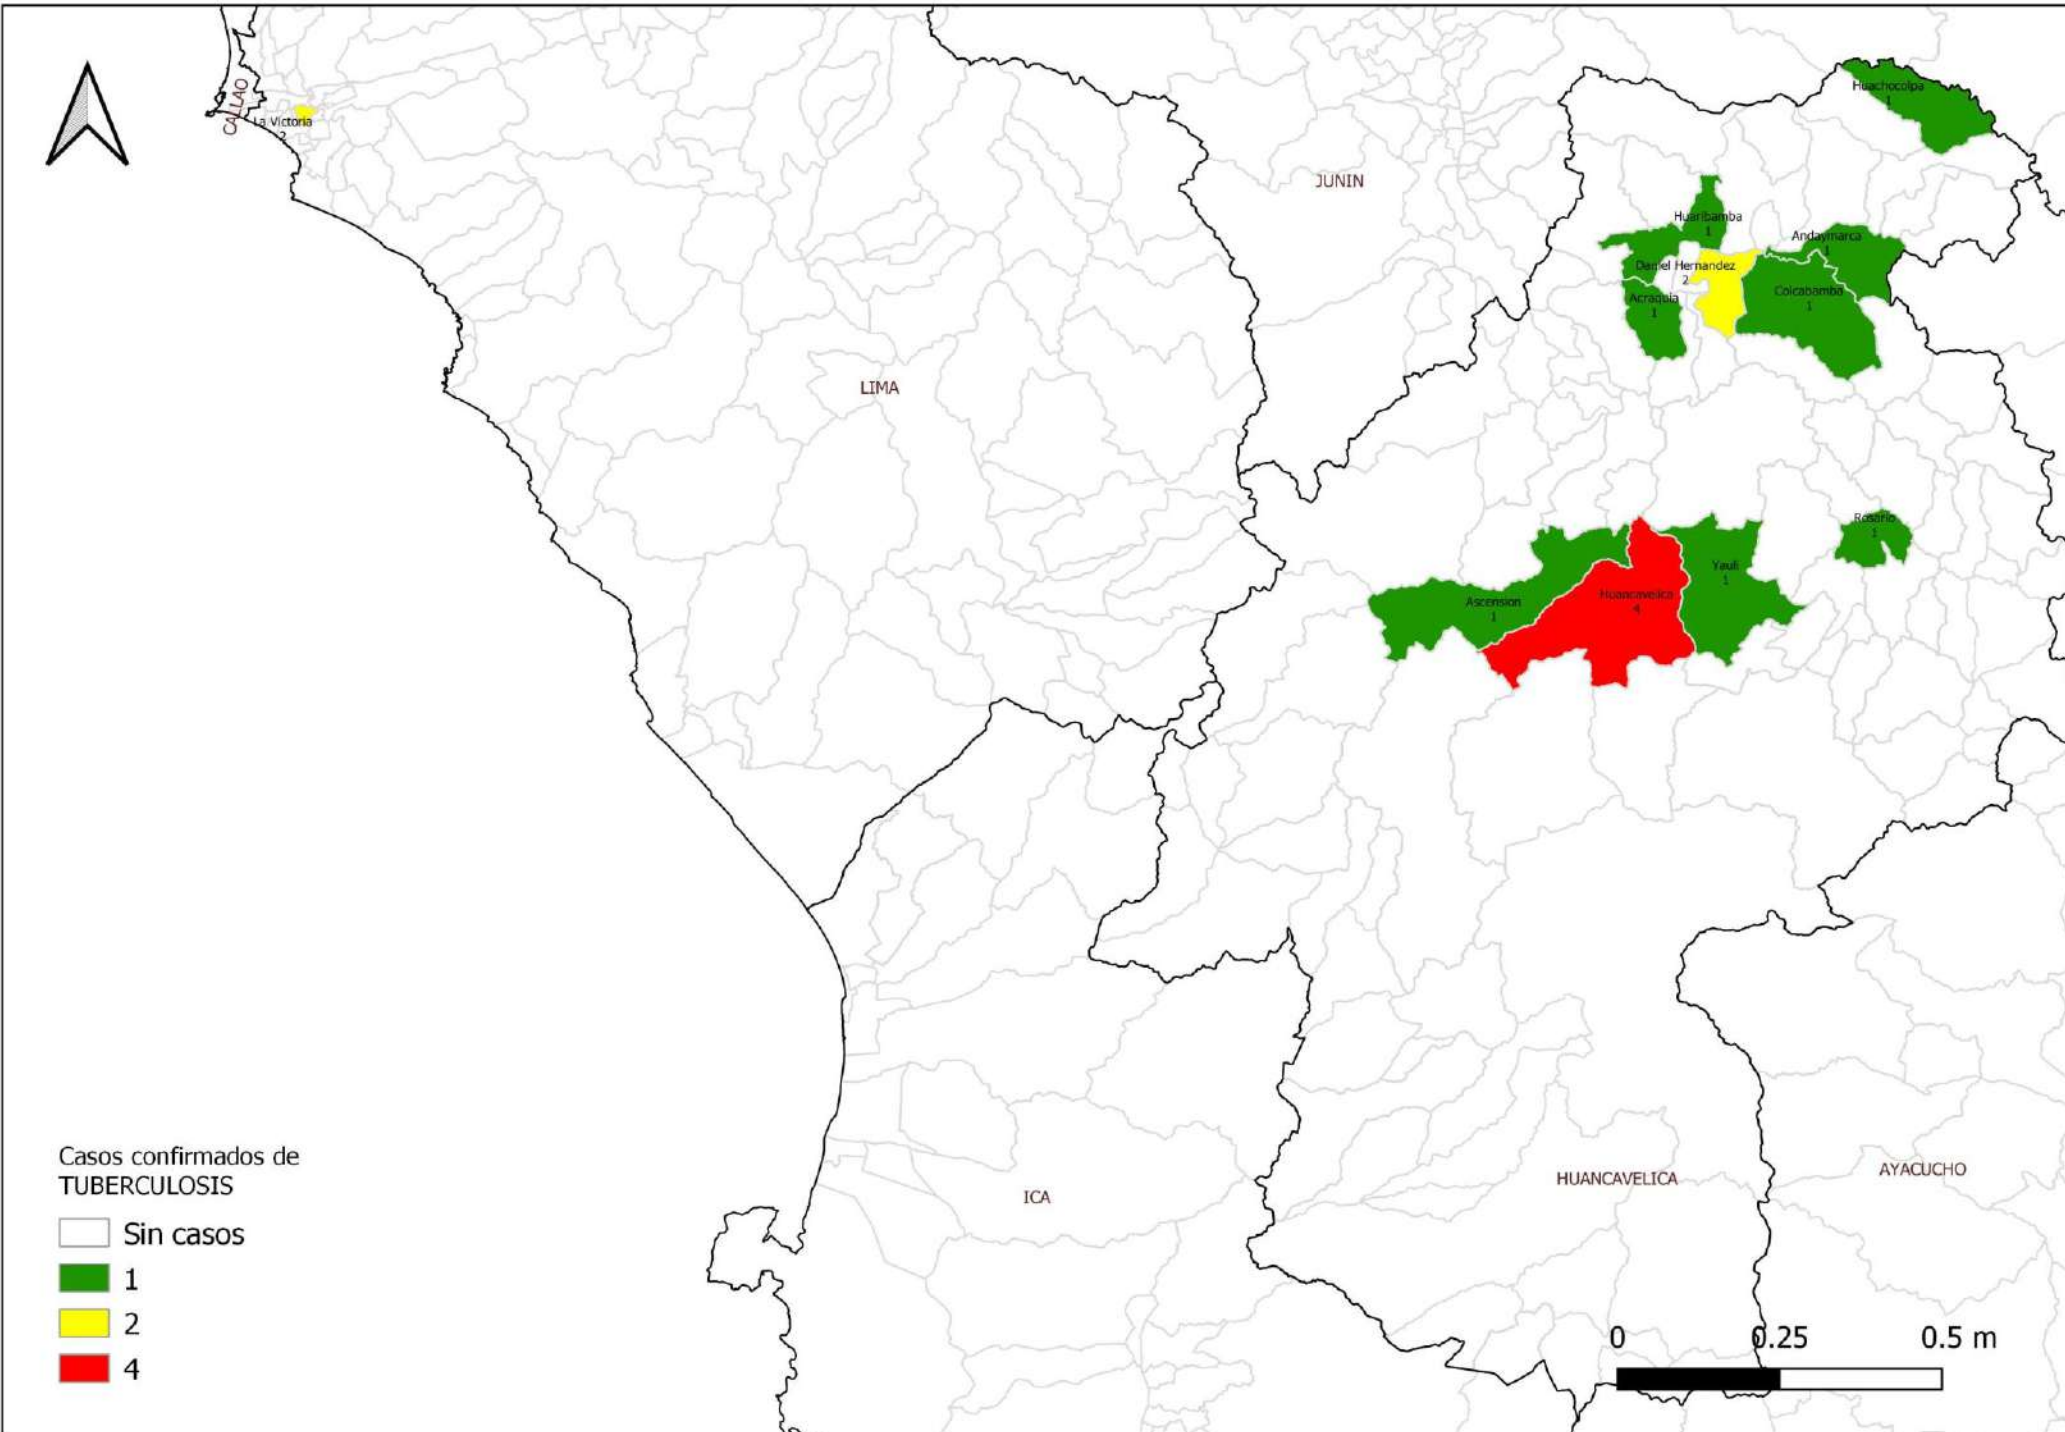 Huachocolpa
1
CALLAO
La Victoria
2
JUNIN
Huaribamba
1
Andaymarca
1
Daniel Hernandez
2
Acraquia
1
Colcabamba
1
LIMA
Rosario
1
Yauli
1
Ascension
1
Huancavelica
4
Casos confirmados de
TUBERCULOSIS
Sin casos
1
2
4
ICA
HUANCAVELICA
AYACUCHO
0 0.25 0.5 m